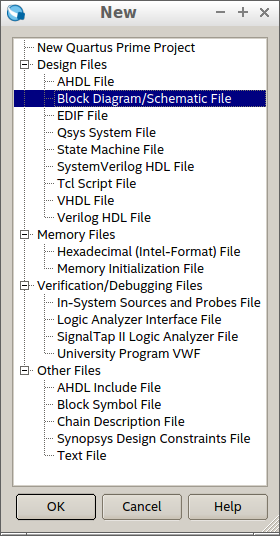 New
New Quartus Prime Project
Design Files
AHDL File
Block Diagram/Schematic File
EDIF File
Qsys System File
State Machine File
SystemVerilog HDL File
Tcl Script File
VHDL File
Verilog HDL File
Memory Files
Hexadecimal (Intel-Format) File
Memory Initialization File
Verification/Debugging Files
In-System Sources and Probes File
Logic Analyzer Interface File
SignalTap II Logic Analyzer File
University Program VWF
Other Files
AHDL Include File
Block Symbol File
Chain Description File
Synopsys Design Constraints File
Text File
OK Cancel Help